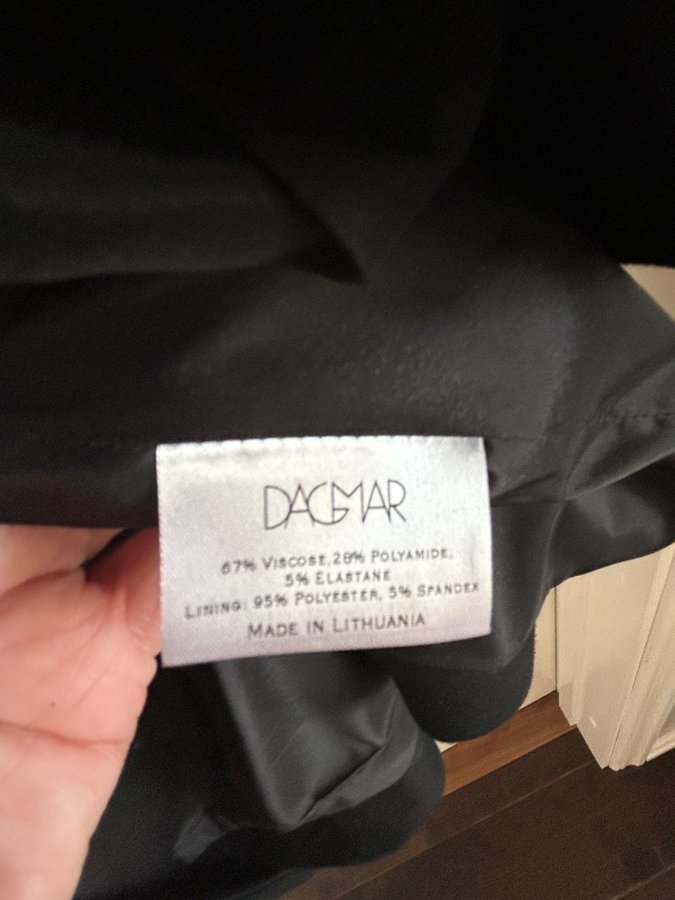 DAGMAR
67% VISCOSE, 28% POLYAMIDE,
5% ELASTANE
LINING: 95% POLYESTER, 5% SPANDEX
MADE IN LITHUANIA